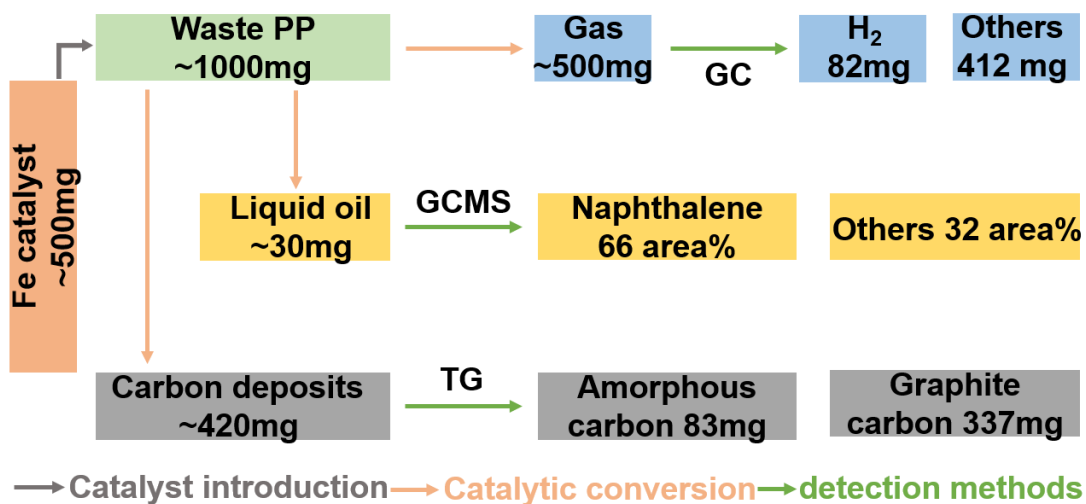 Waste PP
~1000mg
Gas
~500mg
GC
H₂
82mg
Others
412 mg
Fe catalyst
~500mg
Liquid oil
~30mg
GCMS
Naphthalene
66 area%
Others 32 area%
Carbon deposits
~420mg
TG
Amorphous
carbon 83mg
Graphite
carbon 337mg
Catalyst introduction
Catalytic conversion
detection methods